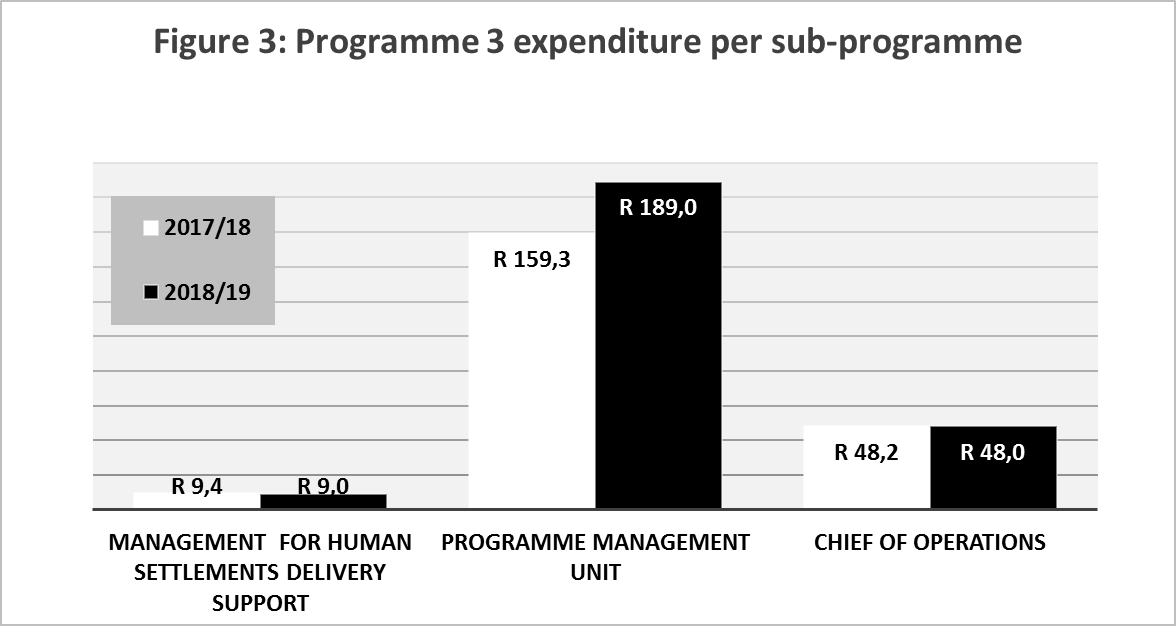 Figure 3: Programme 3 expenditure per sub-programme
2017/18
2018/19
R 9,4
R 9,0
R 159,3
R 189,0
R 48,2
R 48,0
MANAGEMENT FOR HUMAN
SETTLEMENTS DELIVERY
SUPPORT
PROGRAMME MANAGEMENT
UNIT
CHIEF OF OPERATIONS